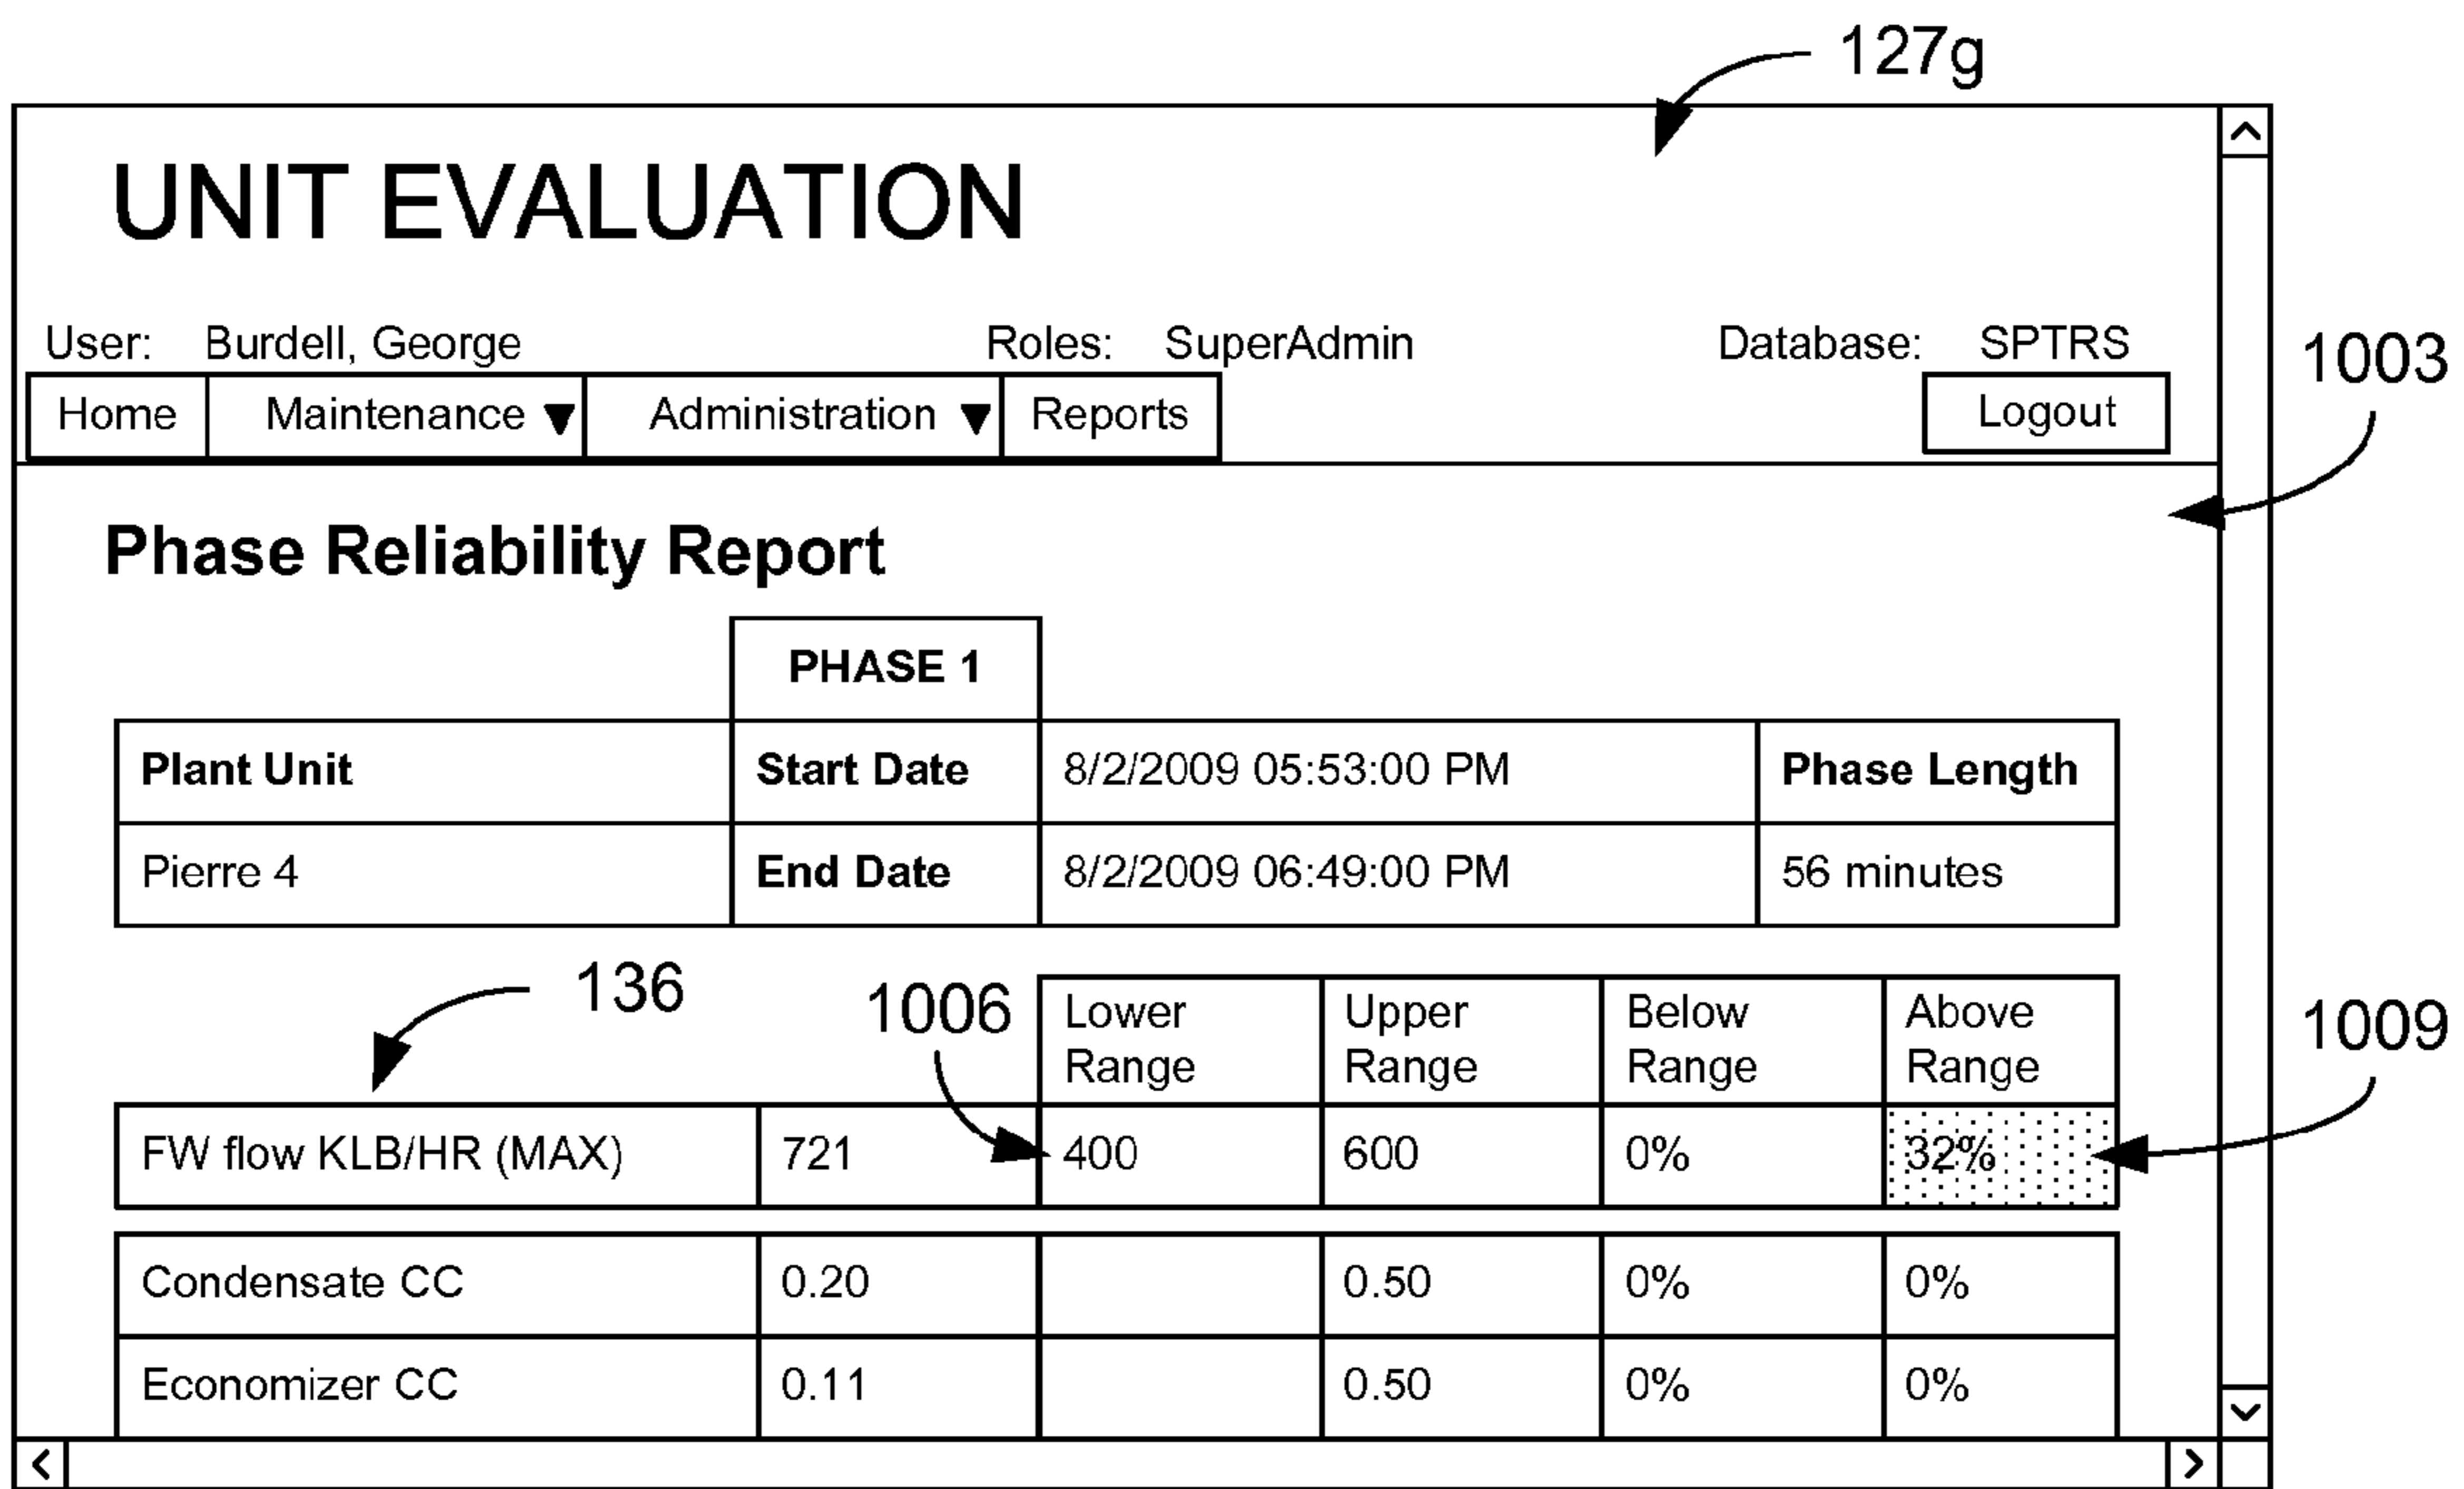 127g
UNIT EVALUATION
User: Burdell, George Roles: SuperAdmin Database: SPTRS
1003
Home Maintenance ▼ Administration ▼ Reports Logout
Phase Reliability Report
PHASE 1
Plant Unit Start Date 8/2/2009 05:53:00 PM Phase Length
Pierre 4 End Date 8/2/2009 06:49:00 PM 56 minutes
136
1006
Lower Range Upper Range Below Range Above Range
1009
FW flow KLB/HR (MAX) 721 400 600 0% 32%
Condensate CC 0.20 0.50 0% 0%
Economizer CC 0.11 0.50 0% 0%